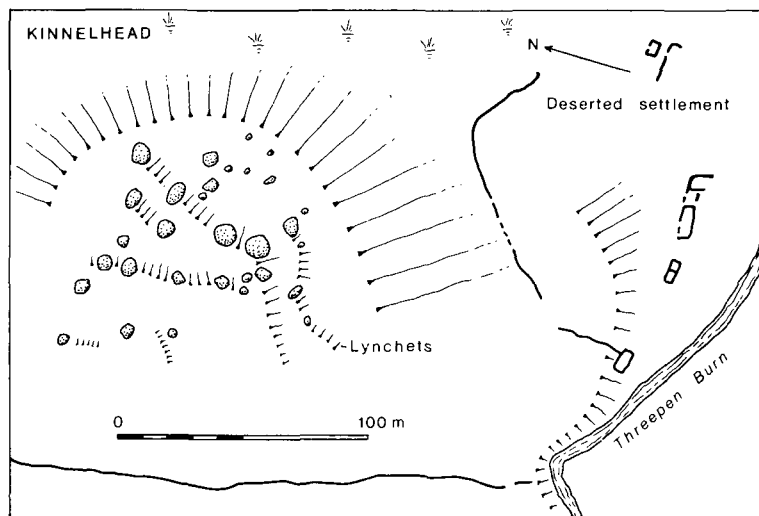 KINNELHEAD
N
Deserted settlement
Lynchets
0 100 m
Threepen Burn